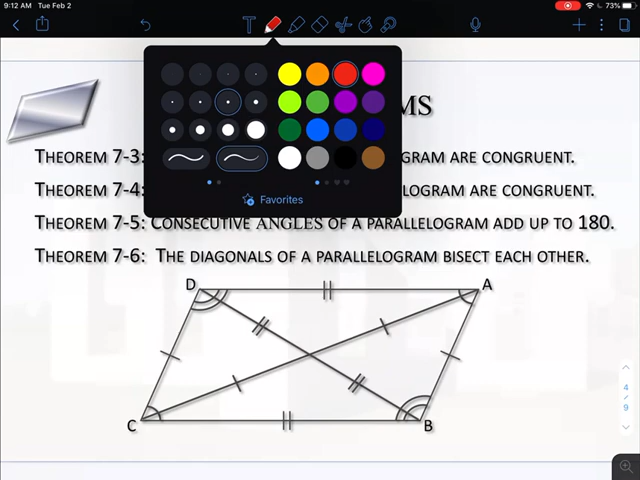 9:12 AM Tue Feb 2
73%
MS
THEOREM 7-3: GRAM ARE CONGRUENT.
THEOREM 7-4: LOGRAM ARE CONGRUENT.
THEOREM 7-5: CONSECUTIVE ANGLES OF A PARALLELOGRAM ADD UP TO 180.
THEOREM 7-6: THE DIAGONALS OF A PARALLELOGRAM BISECT EACH OTHER.
Favorites
D A
C B
4
9